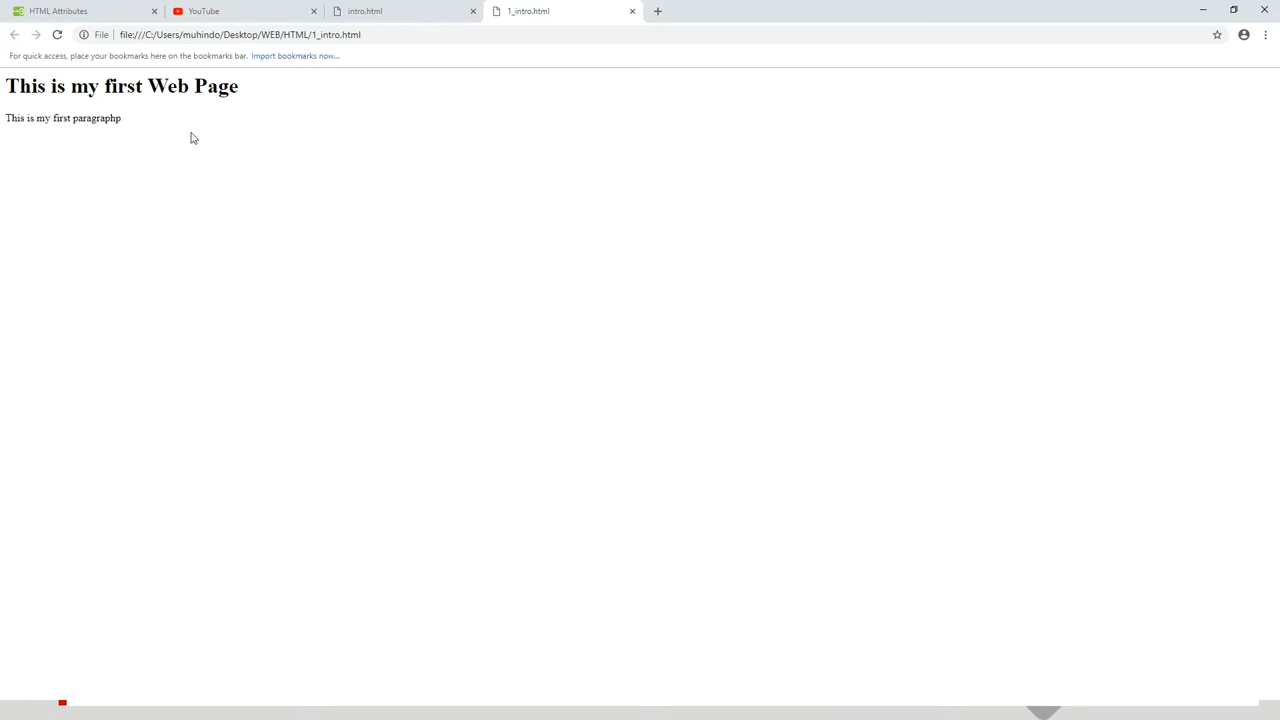 HTML Attributes
YouTube
intro.html
1_intro.html
File
file:///C:/Users/muhindo/Desktop/WEB/HTML/1_intro.html
For quick access, place your bookmarks here on the bookmarks bar. Import bookmarks now...
This is my first Web Page
This is my first paragraphp